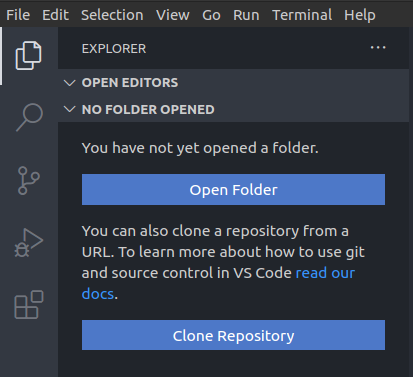 File Edit Selection View Go Run Terminal Help
EXPLORER
OPEN EDITORS
NO FOLDER OPENED
You have not yet opened a folder.
Open Folder
You can also clone a repository from a
URL. To learn more about how to use git
and source control in VS Code read our
docs.
Clone Repository